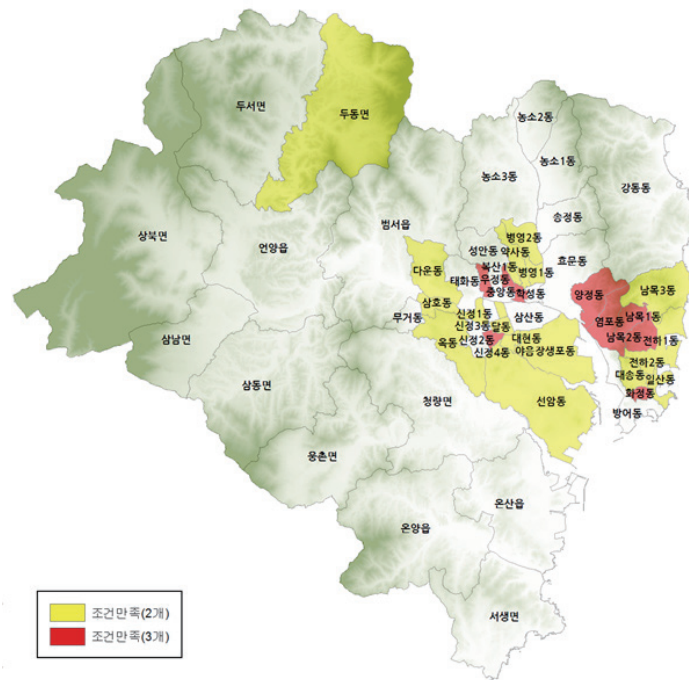 두서면
두동면
농소2동
농소1동
농소3동
강동동
송정동
범서읍
병영2동
상북면
언양읍
성안동
약사동
효문동
복산1동
다운동
병영1동
태화동
우정동
양정동
남목3동
중앙동
학성동
삼호동
무거동
신정1동
삼산동
염포동
남목1동
신정3동
달동
삼남면
옥동
신정2동
대현동
남목2동
전하1동
신정4동
야음장생포동
전하2동
삼동면
대송동
일산동
청량면
선암동
화정동
방어동
웅촌면
온산읍
온양읍
서생면
조건만족(2개)
조건만족(3개)